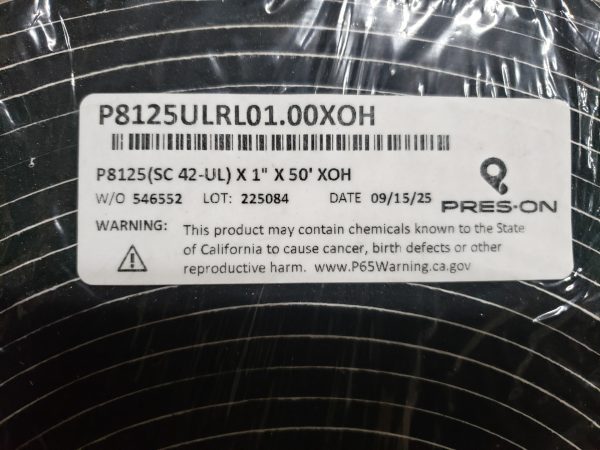 P8125ULRL01.00XOH
P8125(SC 42-UL) X 1" X 50' XOH
W/O 546552 LOT: 225084 DATE 09/15/25
PRES-ON
WARNING: This product may contain chemicals known to the State
of California to cause cancer, birth defects or other
reproductive harm. www.P65Warning.ca.gov